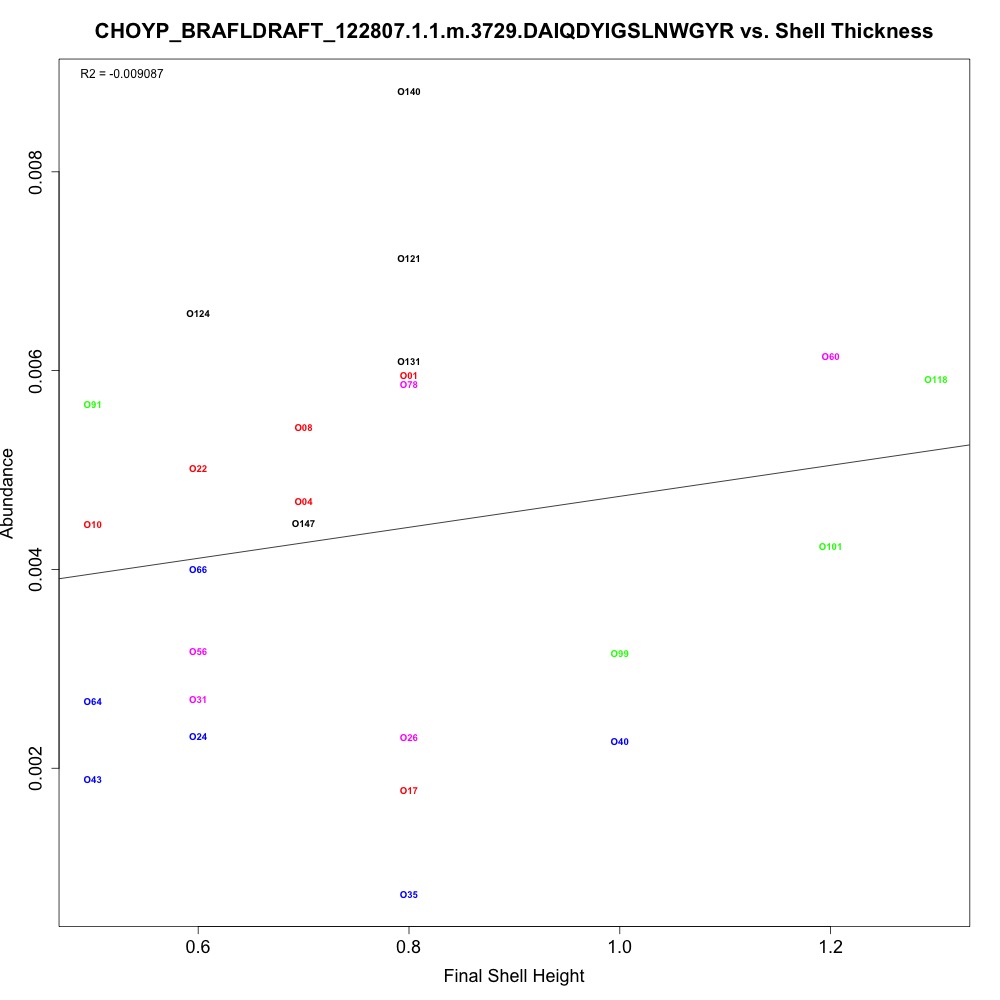 CHOYP_BRAFLDRAFT_122807.1.1.m.3729.DAIQDYIGSLNWGYR vs. Shell Thickness
R2 = -0.009087
O140
0.008
O121
O124
O131
O60
0.006
O01
O118
O78
O91
O08
O22
O04
O10
O147
Abundance
O101
0.004
O66
O56
O99
O31
O64
O24
O26
O40
0.002
O43
O17
O35
0.6 0.8 1.0 1.2
Final Shell Height